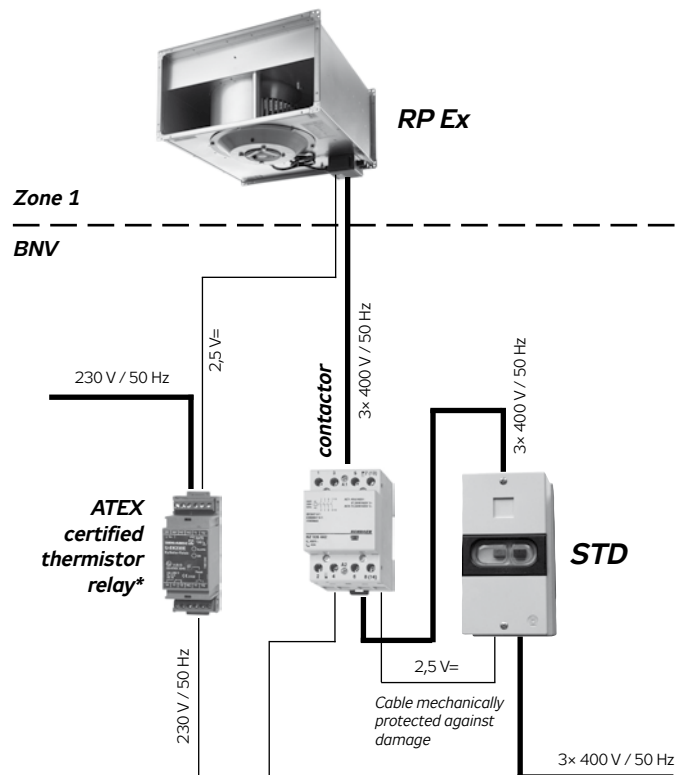 RP Ex
Zone 1
BNV
2,5 V=
3× 400 V / 50 Hz
230 V / 50 Hz
contactor
3× 400 V / 50 Hz
ATEX
certified
thermistor
relay*
STD
230 V / 50 Hz
2,5 V=
Cable mechanically
protected against
damage
3× 400 V / 50 Hz